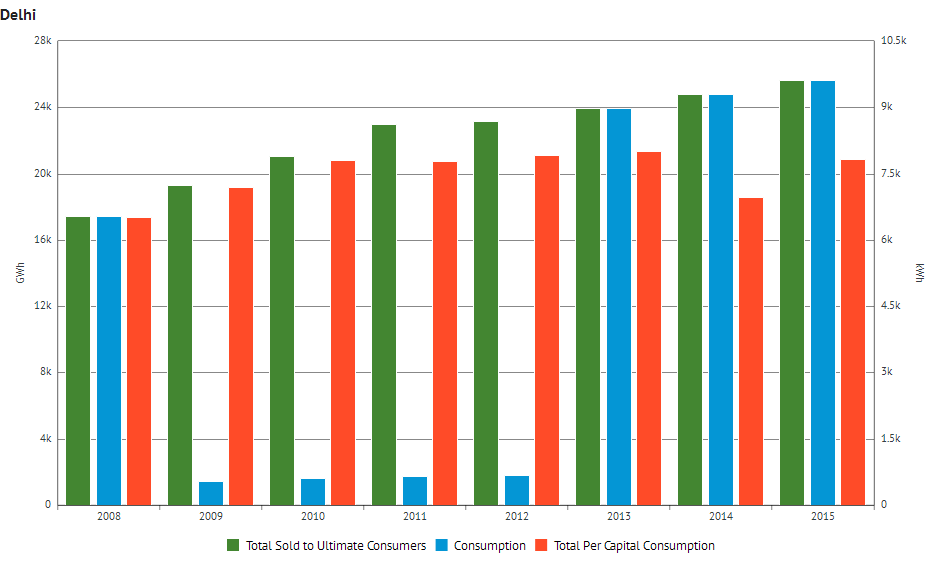 Delhi
28k 10.5k
24k 9k
20k 7.5k
16k 6k
GWh kWh
12k 4.5k
8k 3k
4k 1.5k
0 0
2008 2009 2010 2011 2012 2013 2014 2015
Total Sold to Ultimate Consumers Consumption Total Per Capital Consumption